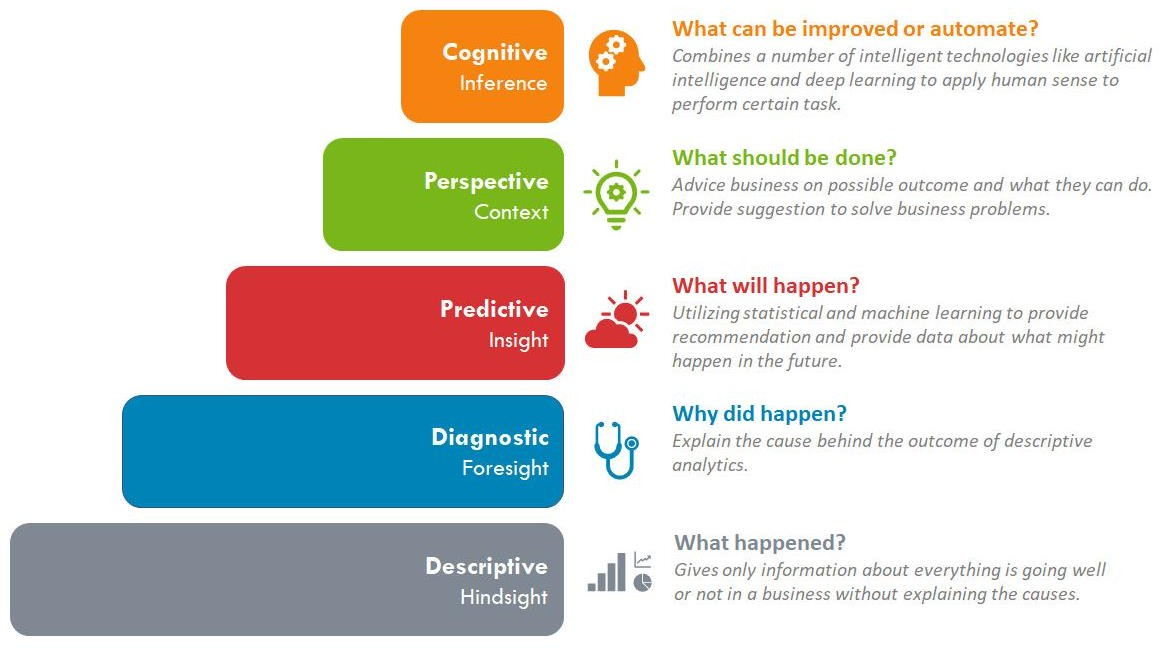 Cognitive
Inference
What can be improved or automate?
Combines a number of intelligent technologies like artificial
intelligence and deep learning to apply human sense to
perform certain task.
Perspective
Context
What should be done?
Advice business on possible outcome and what they can do.
Provide suggestion to solve business problems.
Predictive
Insight
What will happen?
Utilizing statistical and machine learning to provide
recommendation and provide data about what might
happen in the future.
Diagnostic
Foresight
Why did happen?
Explain the cause behind the outcome of descriptive
analytics.
Descriptive
Hindsight
What happened?
Gives only information about everything is going well
or not in a business without explaining the causes.